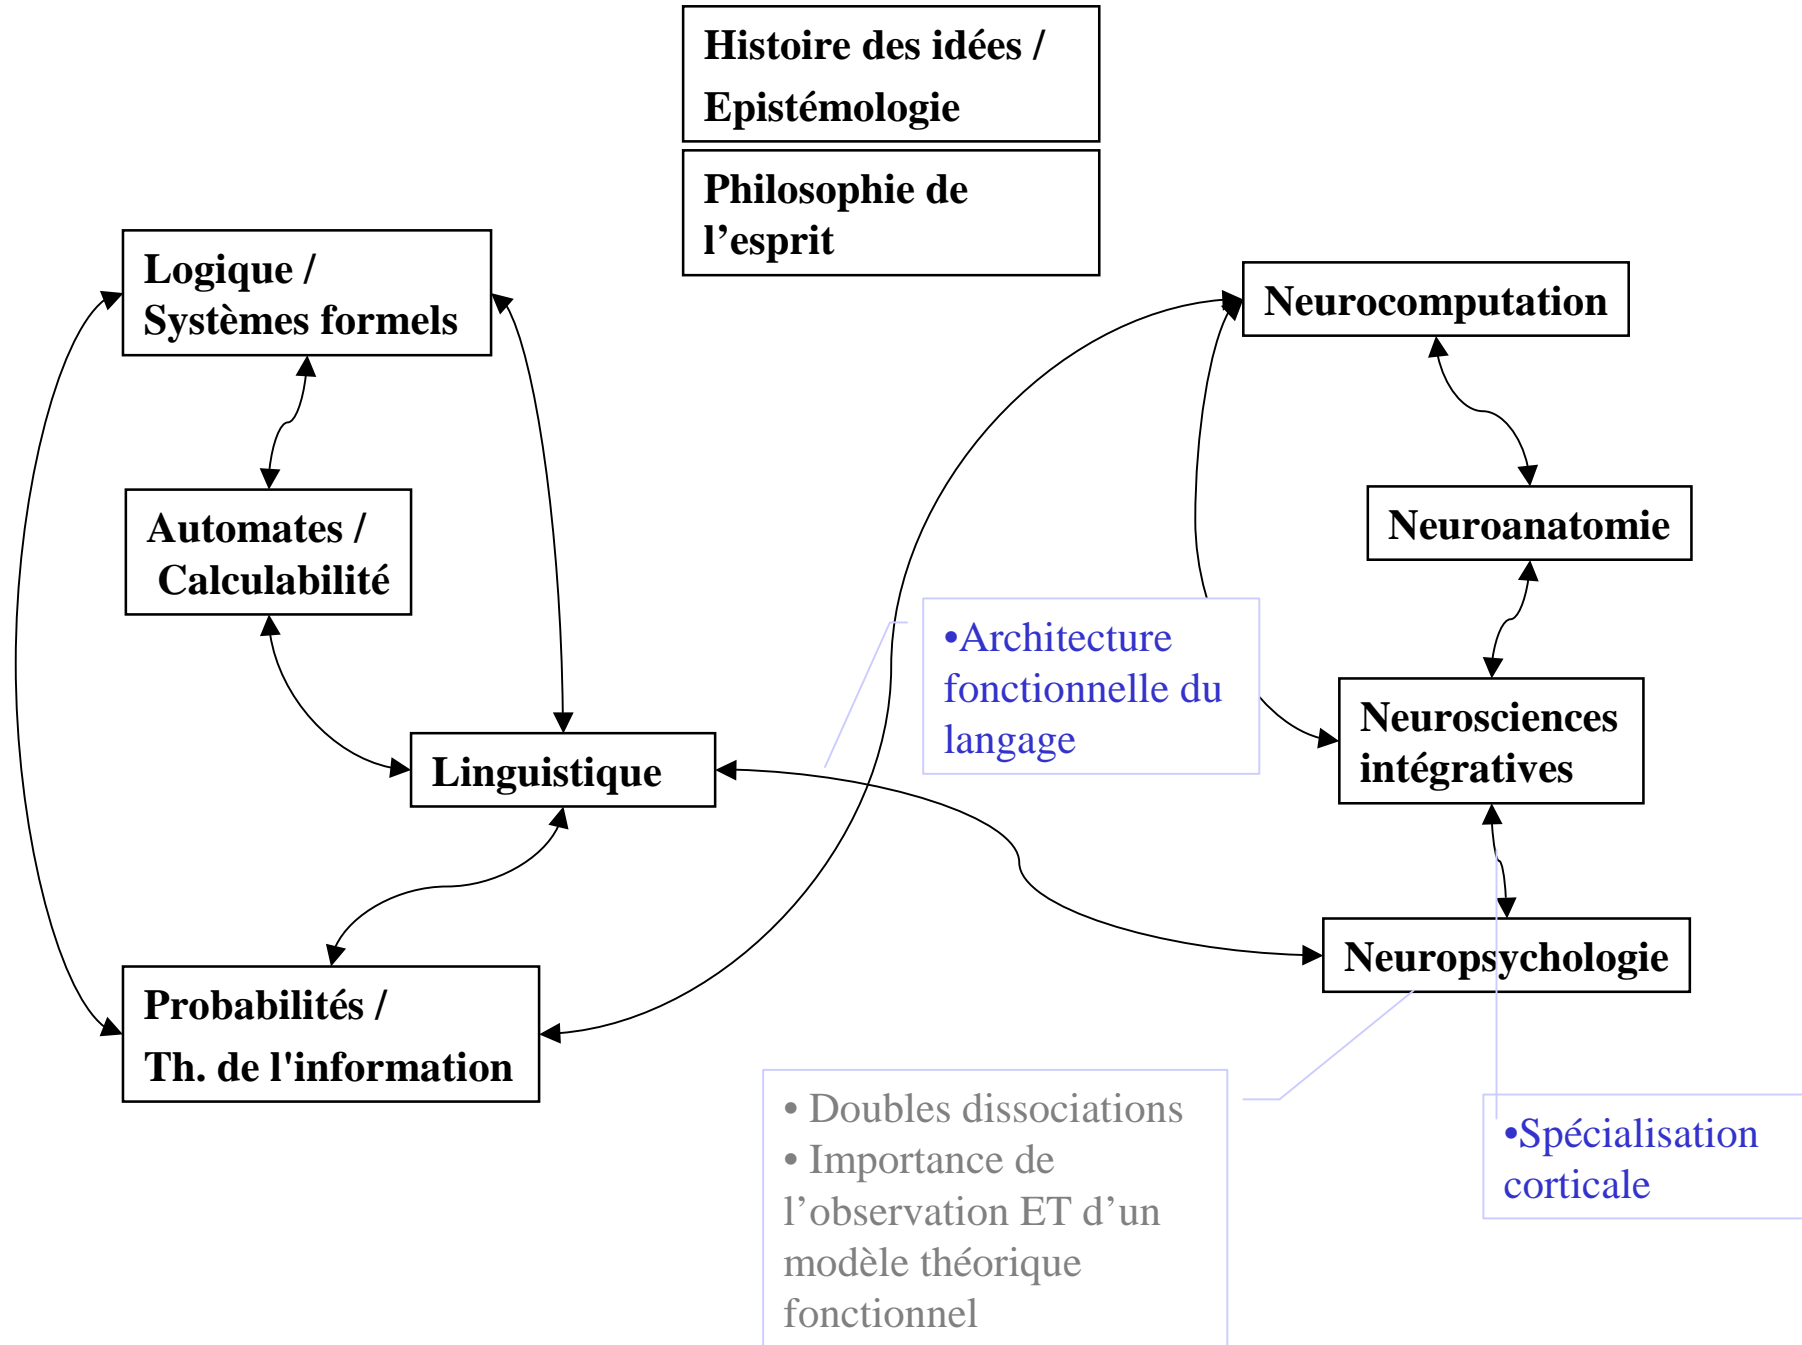 Histoire des idées /
Epistémologie
Philosophie de
l’esprit
Logique /
Systèmes formels
Neurocomputation
Automates /
Calculabilité
Neuroanatomie
•Architecture
fonctionnelle du
langage
Neurosciences
intégratives
Linguistique
Neuropsychologie
Probabilités /
Th. de l'information
• Doubles dissociations
• Importance de
l’observation ET d’un
modèle théorique
fonctionnel
•Spécialisation
corticale